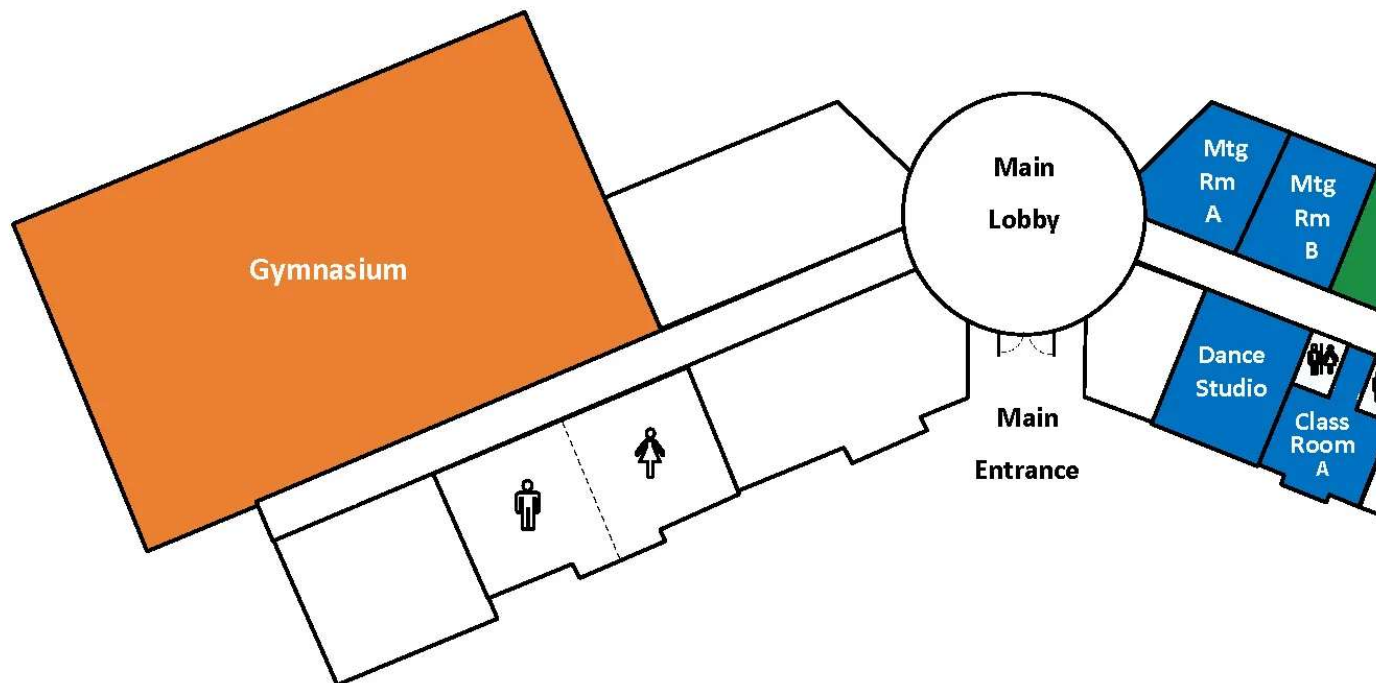 Gymnasium
Main
Lobby
Mtg
Rm
A
Mtg
Rm
B
Dance
Studio
Class
Room
A
Main
Entrance